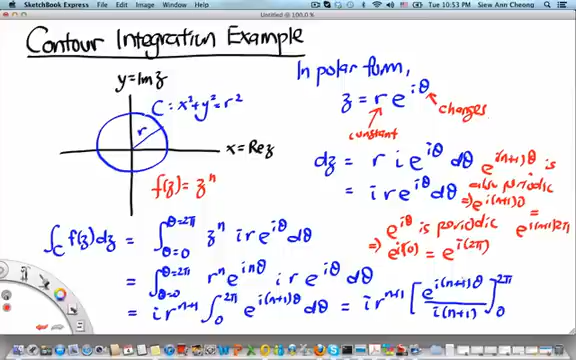 SketchBook Express File Edit Image Window Help
Tue 10:53 PM Siew Ann Cheong
Untitled @ 100.0 %
Contour Integration Example
y = Im z
C: x² + y² = r²
r
x = Re z
f(z) = zⁿ
In polar form,
z = r e^{iθ}
changes
constant
dz = r i e^{iθ} dθ
= i r e^{iθ} dθ
e^{i(n+1)θ} is
also periodic
⇒ e^{i(n+1)0}
= e^{i(n+1)2π}
e^{iθ} is periodic
⇒ e^{i(0)} = e^{i(2π)}
∫_C f(z) dz = ∫_{θ=0}^{θ=2π} zⁿ i r e^{iθ} dθ
= ∫_{θ=0}^{θ=2π} rⁿ e^{inθ} i r e^{iθ} dθ
= i r^{n+1} ∫_0^{2π} e^{i(n+1)θ} dθ = i r^{n+1} [e^{i(n+1)θ} / i(n+1)]_0^{2π}